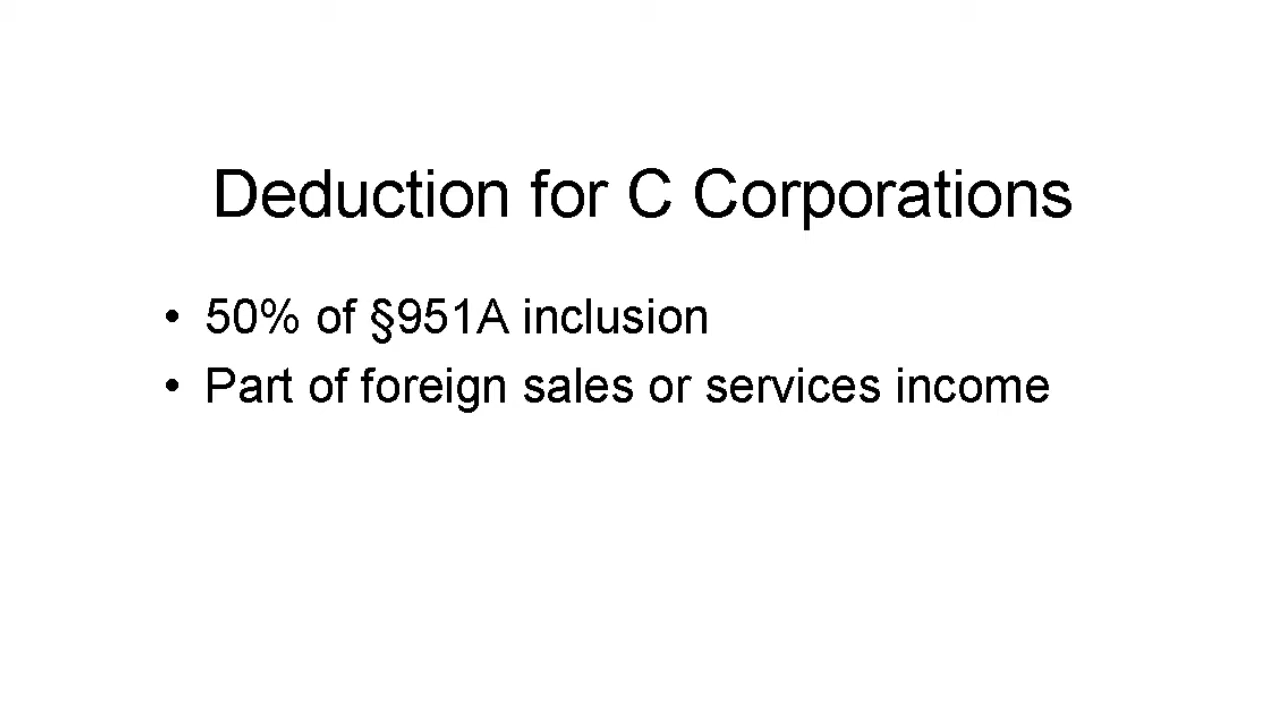 Deduction for C Corporations
• 50% of §951A inclusion
• Part of foreign sales or services income